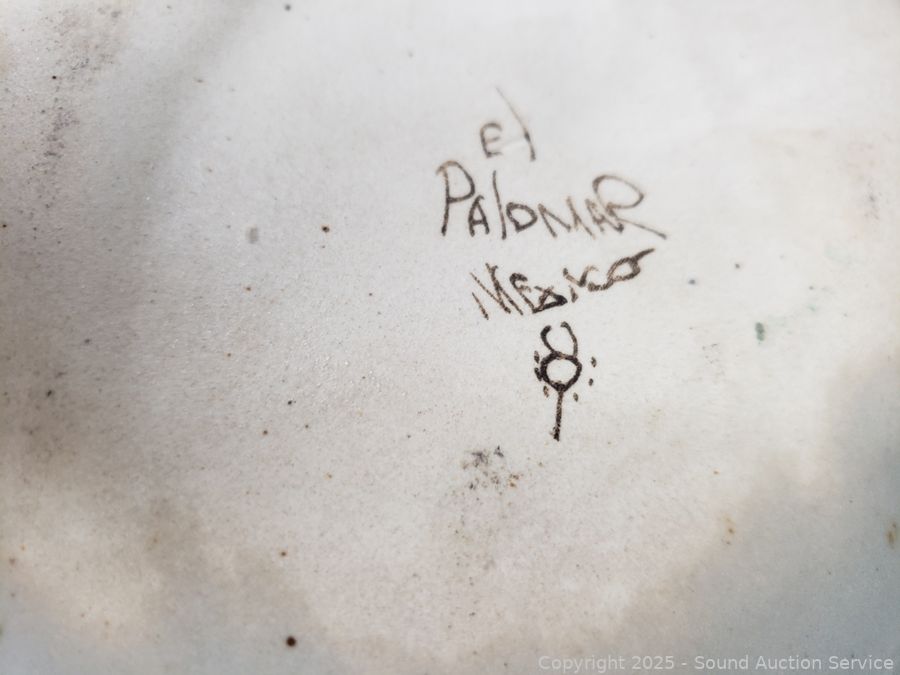 El
PAlOMAR
MEXICO
Copyright © 2025 - Sound Auction Service